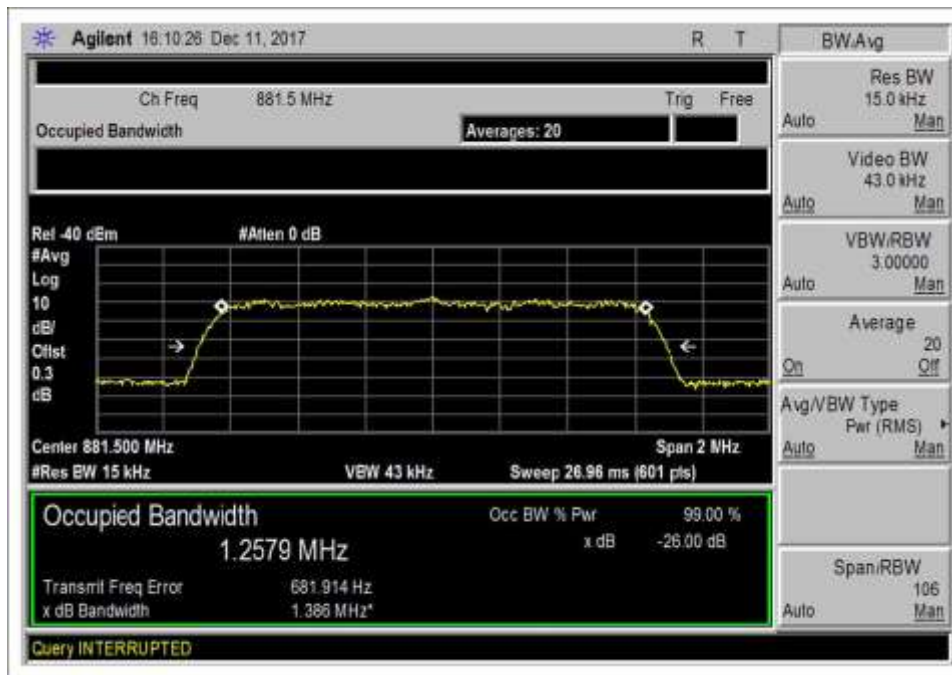 Agilent 16:10:26 Dec 11, 2017 R T
Ch Freq 881.5 MHz Trig Free
Occupied Bandwidth Averages: 20
Ref -40 dBm #Atten 0 dB
#Avg
Log
10
dB/
Offst
0.3
dB
Center 881.500 MHz Span 2 MHz
#Res BW 15 kHz VBW 43 kHz Sweep 26.96 ms (601 pts)
Occupied Bandwidth Occ BW % Pwr 99.00 %
1.2579 MHz x dB -26.00 dB
Transmit Freq Error 681.914 Hz
x dB Bandwidth 1.386 MHz*
Query INTERRUPTED
BW/Avg
Res BW
15.0 kHz
Auto Man
Video BW
43.0 kHz
Auto Man
VBW/RBW
3.00000
Auto Man
Average
20
On Off
Avg/VBW Type
Pwr (RMS)
Auto Man
Span/RBW
106
Auto Man